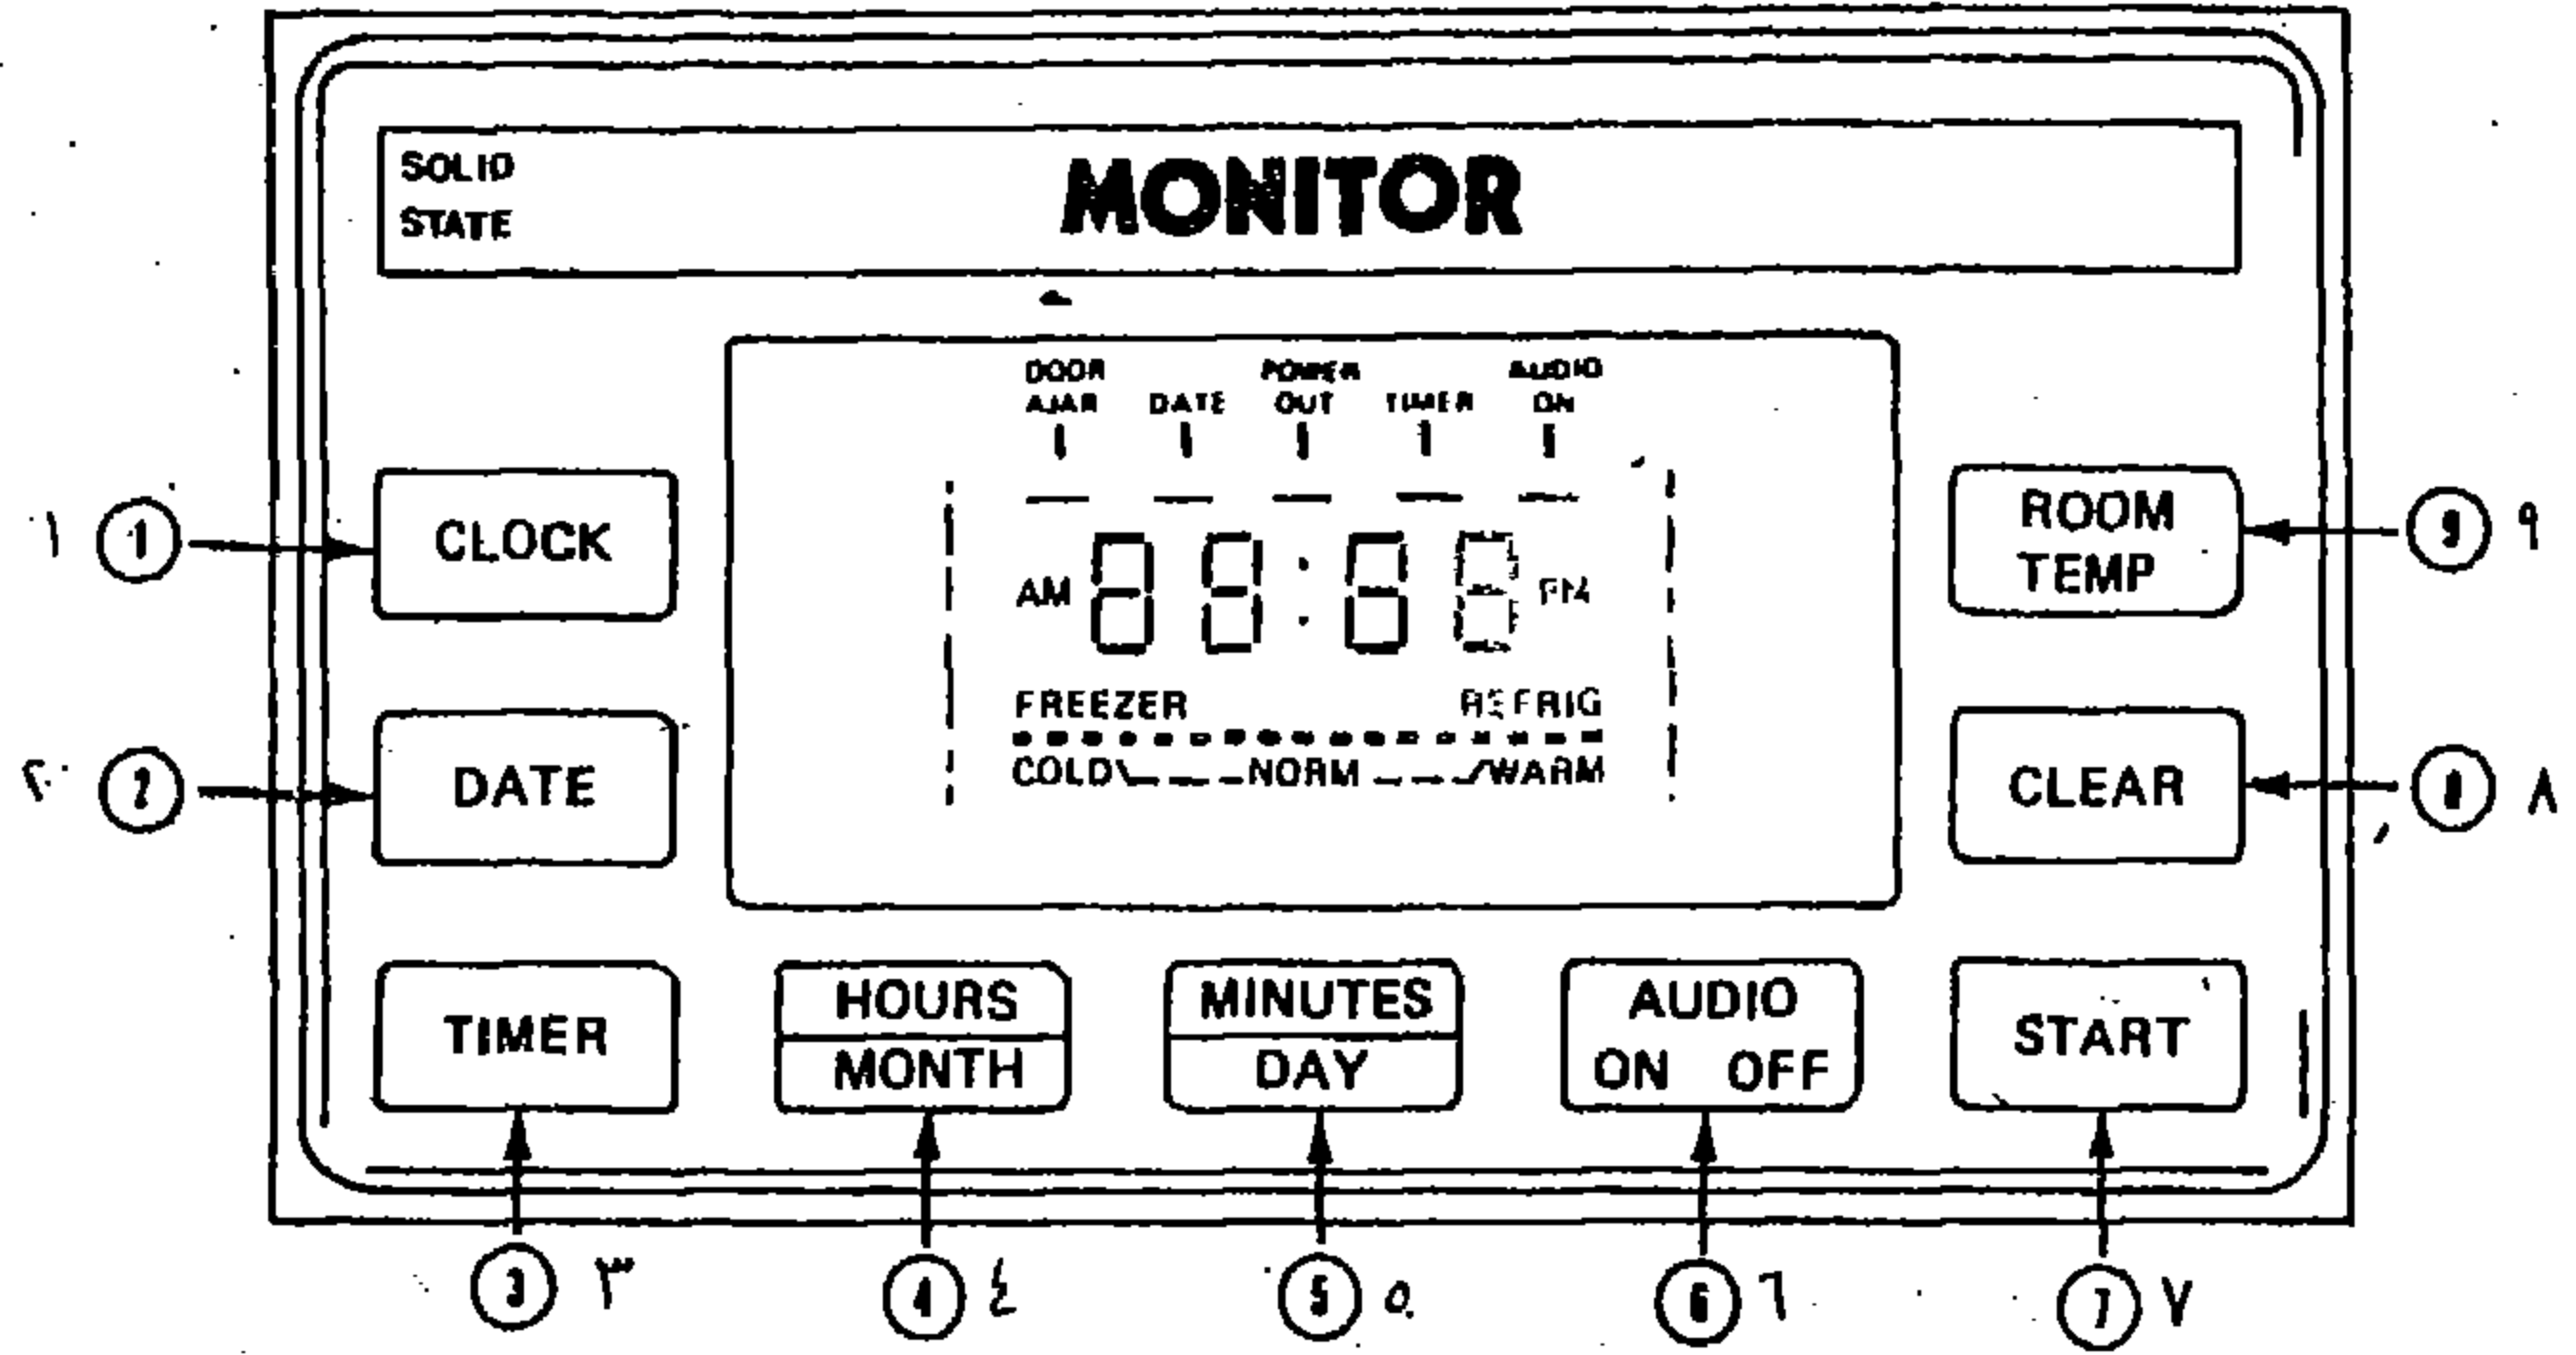 SOLID
STATE
MONITOR
DOOR AJAR
DATE
POWER OUT
TIMER
AUDIO ON
AM 88:88 PM
FREEZER REFRIG
COLD NORM WARM
١ 1 CLOCK
ROOM TEMP 9 ٩
٢ 2 DATE
CLEAR 8 ٨
TIMER
HOURS
MONTH
MINUTES
DAY
AUDIO
ON OFF
START
3 ٣
4 ٤
5 ٥
6 ٦
7 ٧